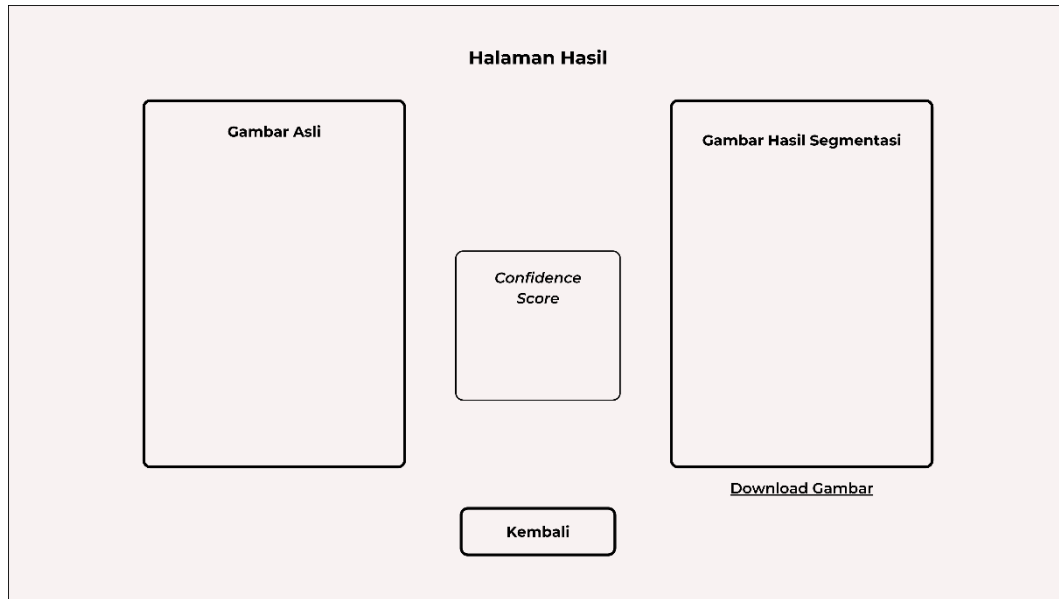 Halaman Hasil
Gambar Asli
Gambar Hasil Segmentasi
Confidence
Score
Download Gambar
Kembali